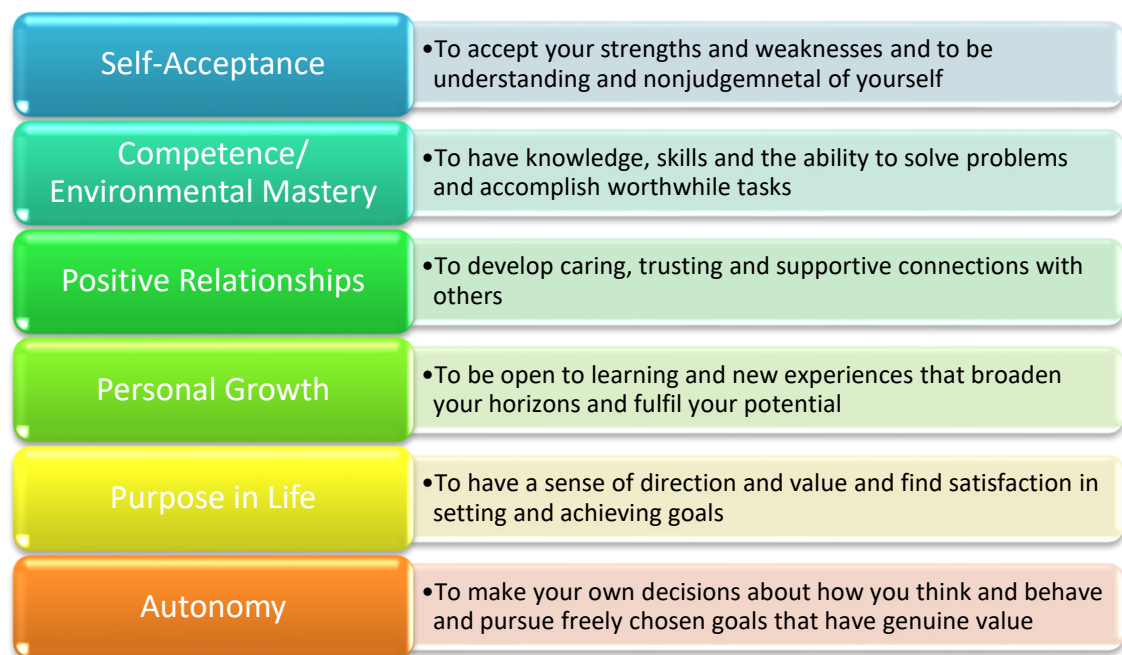 Self-Acceptance
•To accept your strengths and weaknesses and to be
understanding and nonjudgemnetal of yourself
Competence/
Environmental Mastery
•To have knowledge, skills and the ability to solve problems
and accomplish worthwhile tasks
Positive Relationships
•To develop caring, trusting and supportive connections with
others
Personal Growth
•To be open to learning and new experiences that broaden
your horizons and fulfil your potential
Purpose in Life
•To have a sense of direction and value and find satisfaction in
setting and achieving goals
Autonomy
•To make your own decisions about how you think and behave
and pursue freely chosen goals that have genuine value